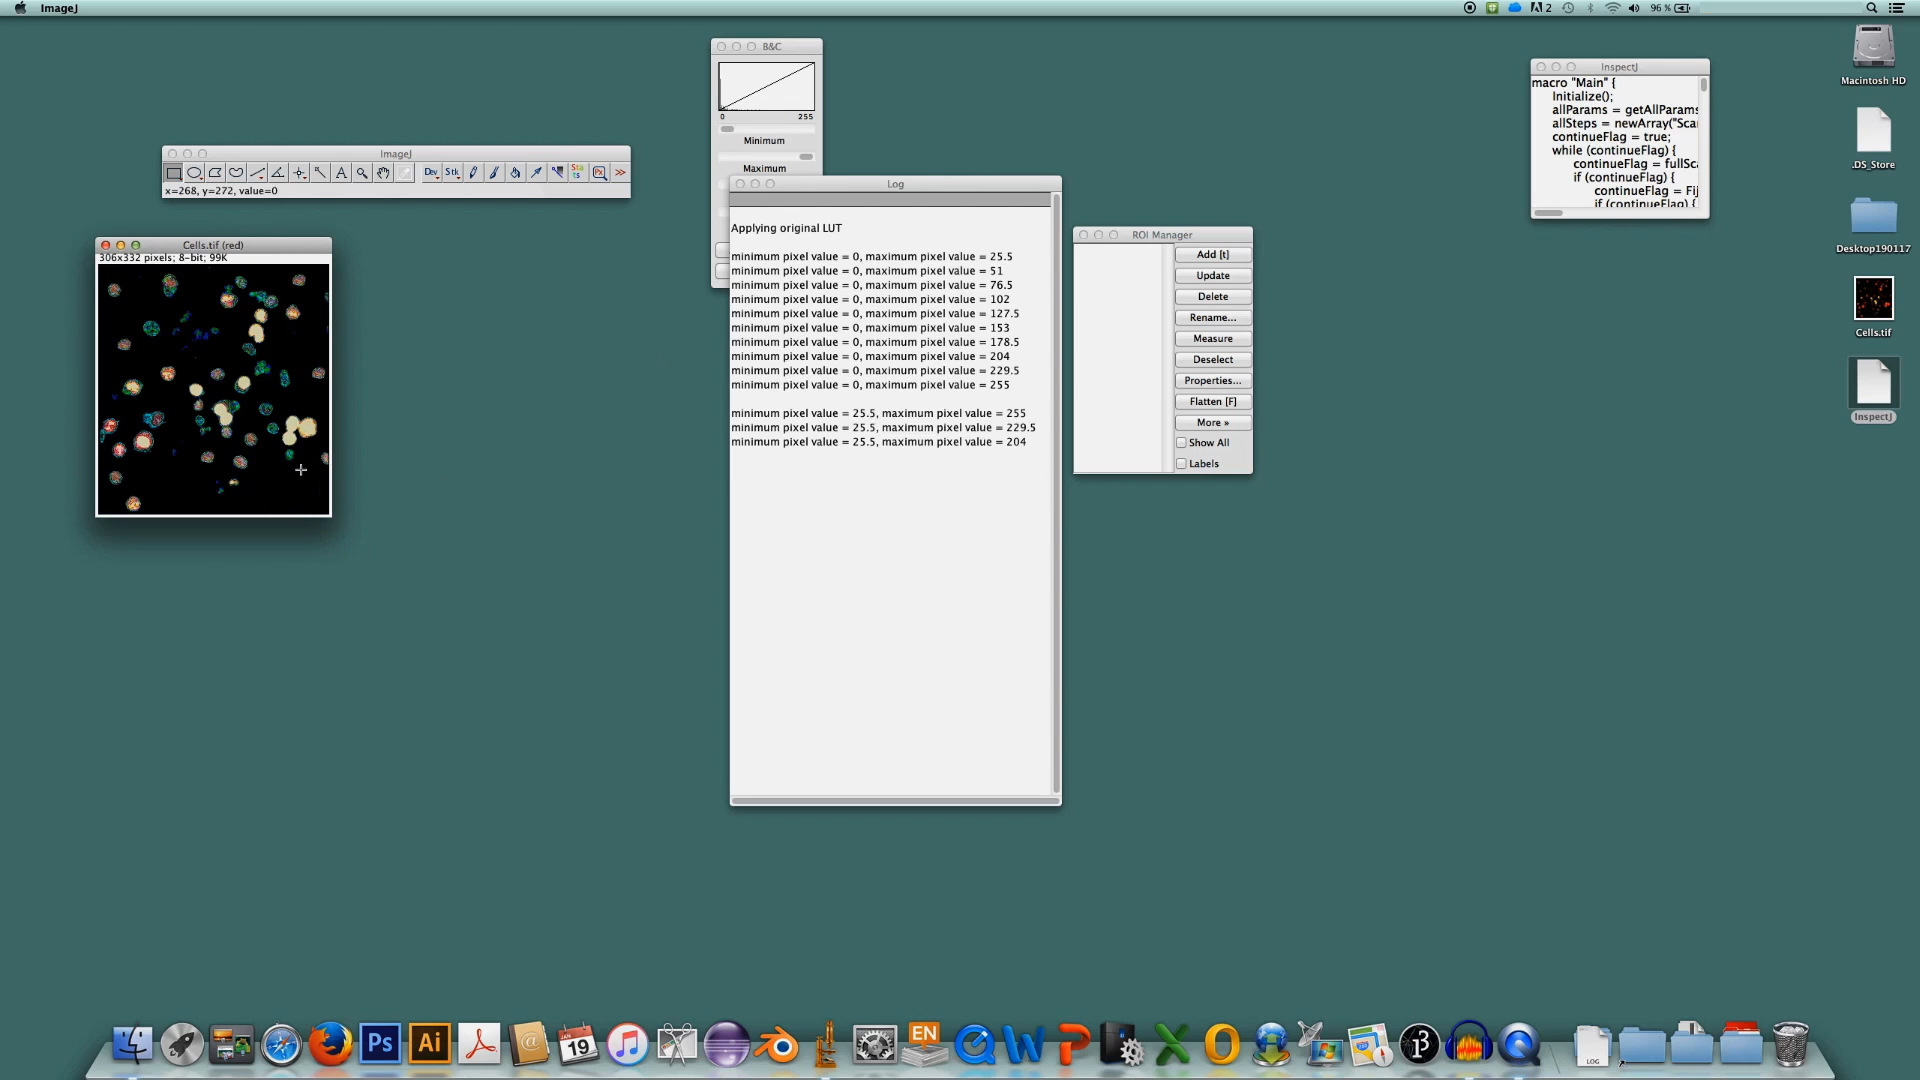 ImageJ
2
96 %
B&C
0 255
Minimum
Maximum
ImageJ
Dev Stk
x=268, y=272, value=0
Cells.tif (red)
306x332 pixels; 8-bit; 99K
Log
Applying original LUT
minimum pixel value = 0, maximum pixel value = 25.5
minimum pixel value = 0, maximum pixel value = 51
minimum pixel value = 0, maximum pixel value = 76.5
minimum pixel value = 0, maximum pixel value = 102
minimum pixel value = 0, maximum pixel value = 127.5
minimum pixel value = 0, maximum pixel value = 153
minimum pixel value = 0, maximum pixel value = 178.5
minimum pixel value = 0, maximum pixel value = 204
minimum pixel value = 0, maximum pixel value = 229.5
minimum pixel value = 0, maximum pixel value = 255
minimum pixel value = 25.5, maximum pixel value = 255
minimum pixel value = 25.5, maximum pixel value = 229.5
minimum pixel value = 25.5, maximum pixel value = 204
ROI Manager
Add [t]
Update
Delete
Rename...
Measure
Deselect
Properties...
Flatten [F]
More »
Show All
Labels
InspectJ
macro "Main" {
Initialize();
allParams = getAllParams
allSteps = newArray("Sca
continueFlag = true;
while (continueFlag) {
continueFlag = fullSca
if (continueFlag) {
continueFlag = Fij
if (continueFlag) {
Macintosh HD
.DS_Store
Desktop190117
Cells.tif
InspectJ
Ps
Ai
JAN
19
EN
LOG